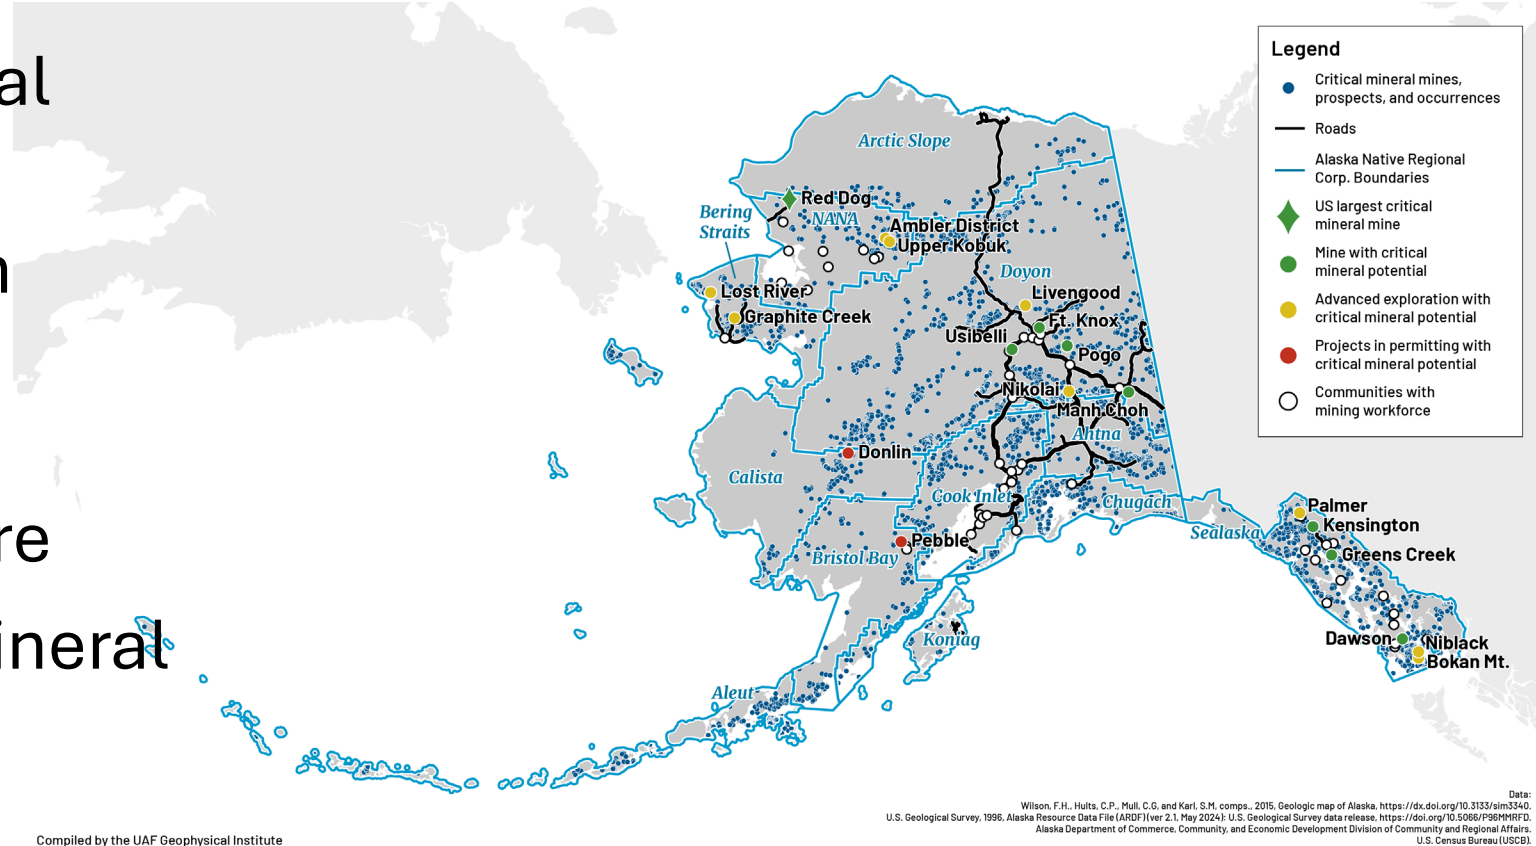 al
n
re
ineral
Legend
Critical mineral mines,
prospects, and occurrences
Roads
Alaska Native Regional
Corp. Boundaries
US largest critical
mineral mine
Mine with critical
mineral potential
Advanced exploration with
critical mineral potential
Projects in permitting with
critical mineral potential
Communities with
mining workforce
Arctic Slope
Red Dog
NANA
Bering
Straits
Ambler District
Upper Kobuk
Doyon
Lost River
Graphite Creek
Livengood
Ft. Knox
Usibelli
Pogo
Nikolai
Manh Choh
Ahtna
Donlin
Calista
Cook Inlet
Chugach
Pebble
Bristol Bay
Sealaska
Palmer
Kensington
Greens Creek
Koniag
Dawson
Niblack
Bokan Mt.
Aleut
Data:
Wilson, F.H., Hults, C.P., Mull, C.G, and Karl, S.M, comps., 2015, Geologic map of Alaska, https://dx.doi.org/10.3133/sim3340.
U.S. Geological Survey, 1996, Alaska Resource Data File (ARDF) (ver 2.1, May 2024): U.S. Geological Survey data release, https://doi.org/10.5066/P96MMRFD.
Alaska Department of Commerce, Community, and Economic Development Division of Community and Regional Affairs.
U.S. Census Bureau (USCB).
Compiled by the UAF Geophysical Institute